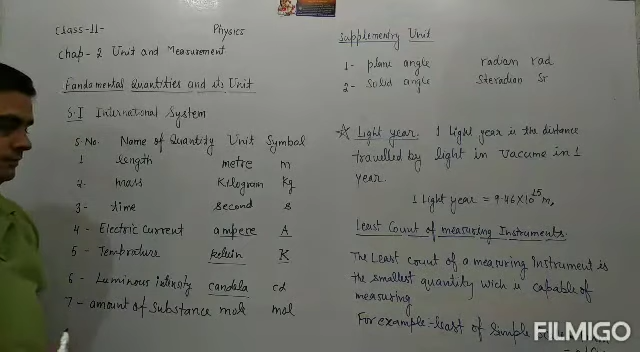 Class-11-
Physics
Chap-2 Unit and Measurement
Fandamental Quantities and its Unit
S.I International System
S No. Name of Quantity Unit Symbal
1 length metre m
2. mass Kilogram Kg
3- time second s
4- Electric Current ampere A
5- Temprature kelvin K
6- Luminous intensty candela cd
7- amount of Substance mole mol
Supplementry Unit
1- plane angle radian rad
2- Solid angle Steradian Sr
☆ Light year. 1 light year is the distance
travelled by light in Vacume in 1
year.
1 light year = 9.46×10¹⁵ m,
Least Count of measuring Instruments.
The Least count of a measuring Instrument is
the smallest quantity wich is capable of
measuring
For example-least of Simple
FILMIGO